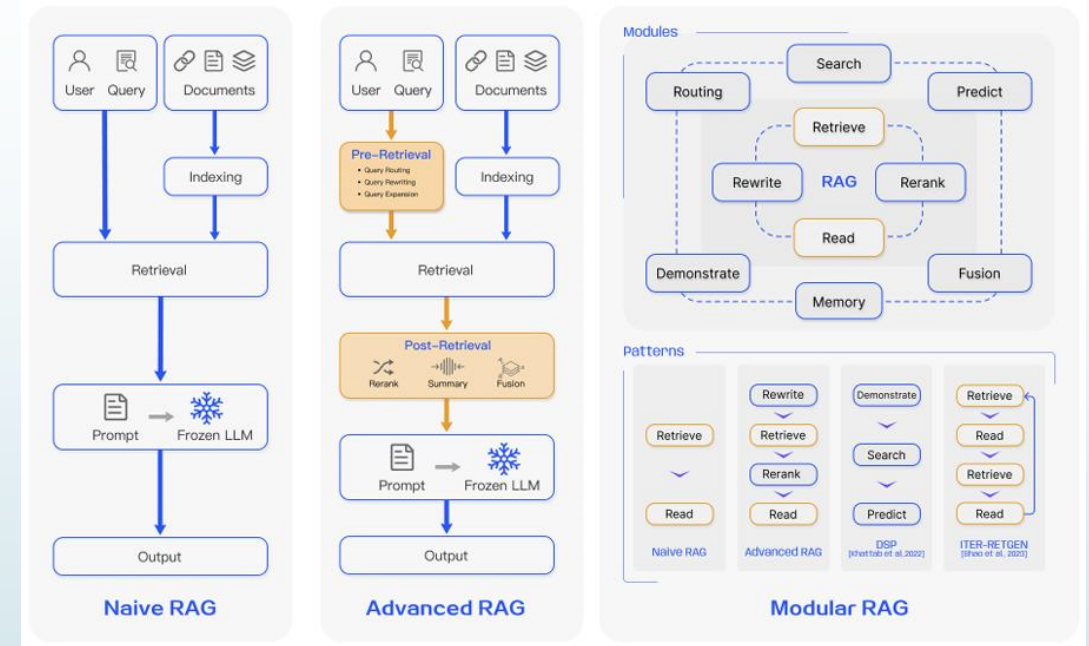 User Query
Documents
Indexing
Retrieval
Prompt
Frozen LLM
Output
Naive RAG
User Query
Documents
Pre-Retrieval
• Query Routing
• Query Rewriting
• Query Expansion
Indexing
Retrieval
Post-Retrieval
Rerank
Summary
Fusion
Prompt
Frozen LLM
Output
Advanced RAG
Modules
Search
Routing
Predict
Retrieve
Rewrite
RAG
Rerank
Read
Demonstrate
Fusion
Memory
Patterns
Retrieve
Read
Naive RAG
Rewrite
Retrieve
Rerank
Read
Advanced RAG
Demonstrate
Search
Predict
DSP
[Khattab et al, 2022]
Retrieve
Read
Retrieve
Read
ITER-RETGEN
[Shao et al, 2023]
Modular RAG